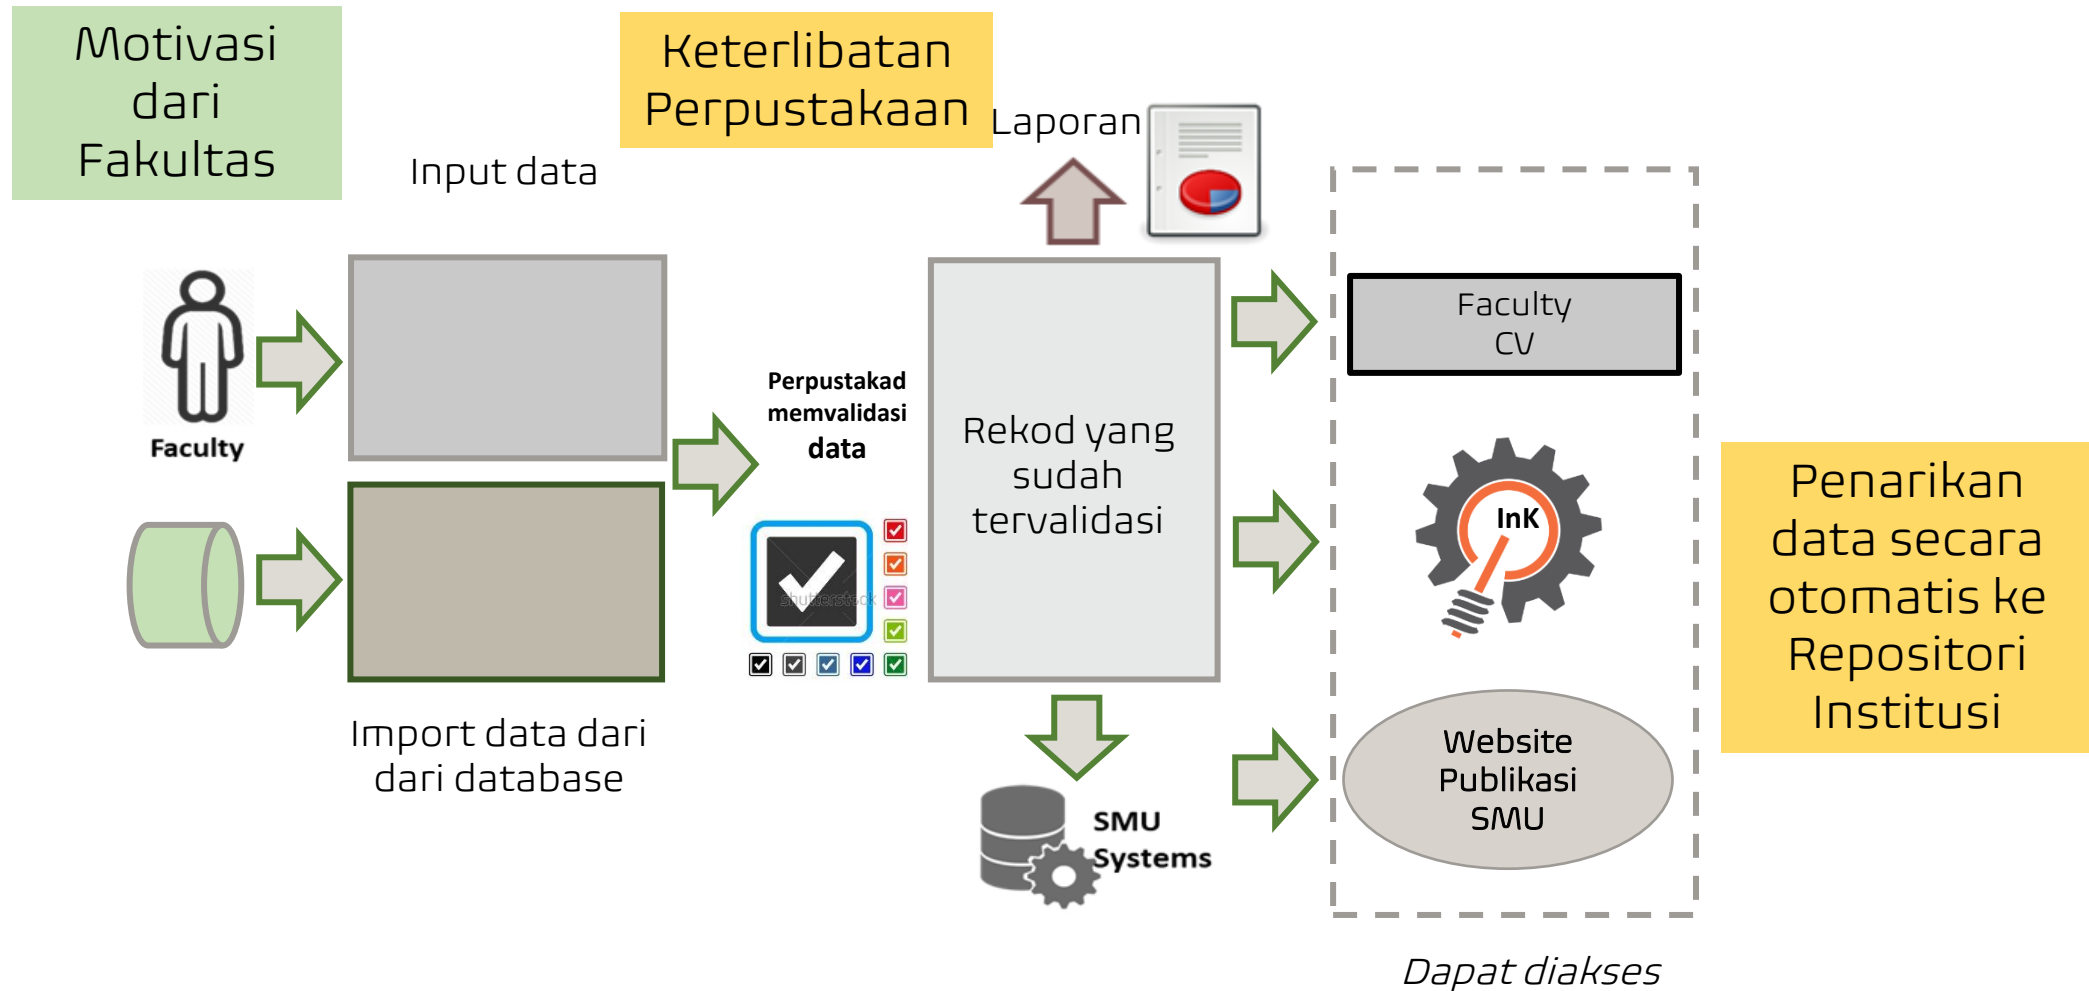 Motivasi
dari
Fakultas
Keterlibatan
Perpustakaan
Laporan
Input data
Faculty
Import data dari
dari database
Perpustakad
memvalidasi
data
shutterstock
Rekod yang
sudah
tervalidasi
SMU
Systems
Faculty
CV
InK
Website
Publikasi
SMU
Dapat diakses
Penarikan
data secara
otomatis ke
Repositori
Institusi